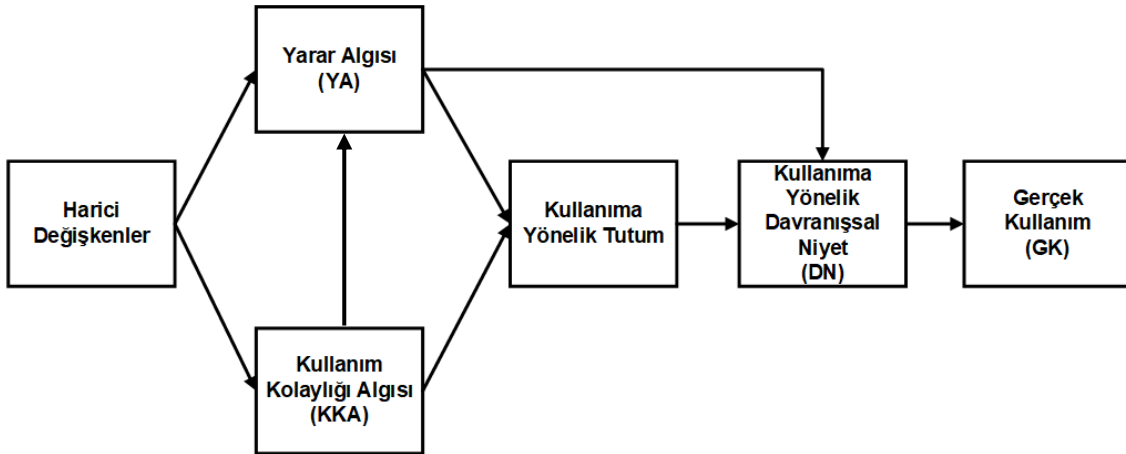 Yarar Algısı
(YA)
Harici
Değişkenler
Kullanıma
Yönelik Tutum
Kullanıma
Yönelik
Davranışsal
Niyet
(DN)
Gerçek
Kullanım
(GK)
Kullanım
Kolaylığı Algısı
(KKA)